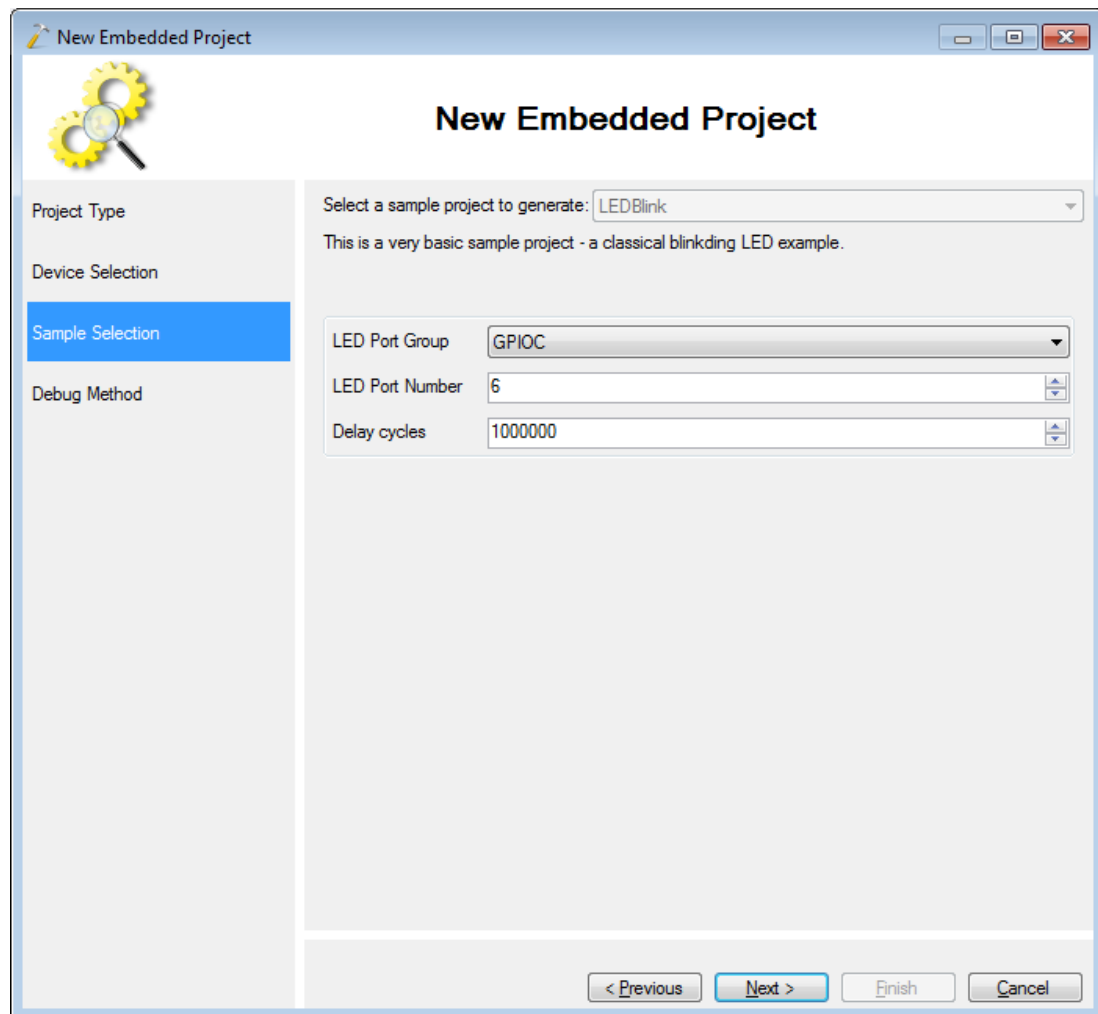 New Embedded Project
New Embedded Project
Project Type
Device Selection
Sample Selection
Debug Method
Select a sample project to generate: LEDBlink
This is a very basic sample project - a classical blinkding LED example.
LED Port Group GPIOC
LED Port Number 6
Delay cycles 1000000
< Previous Next > Finish Cancel